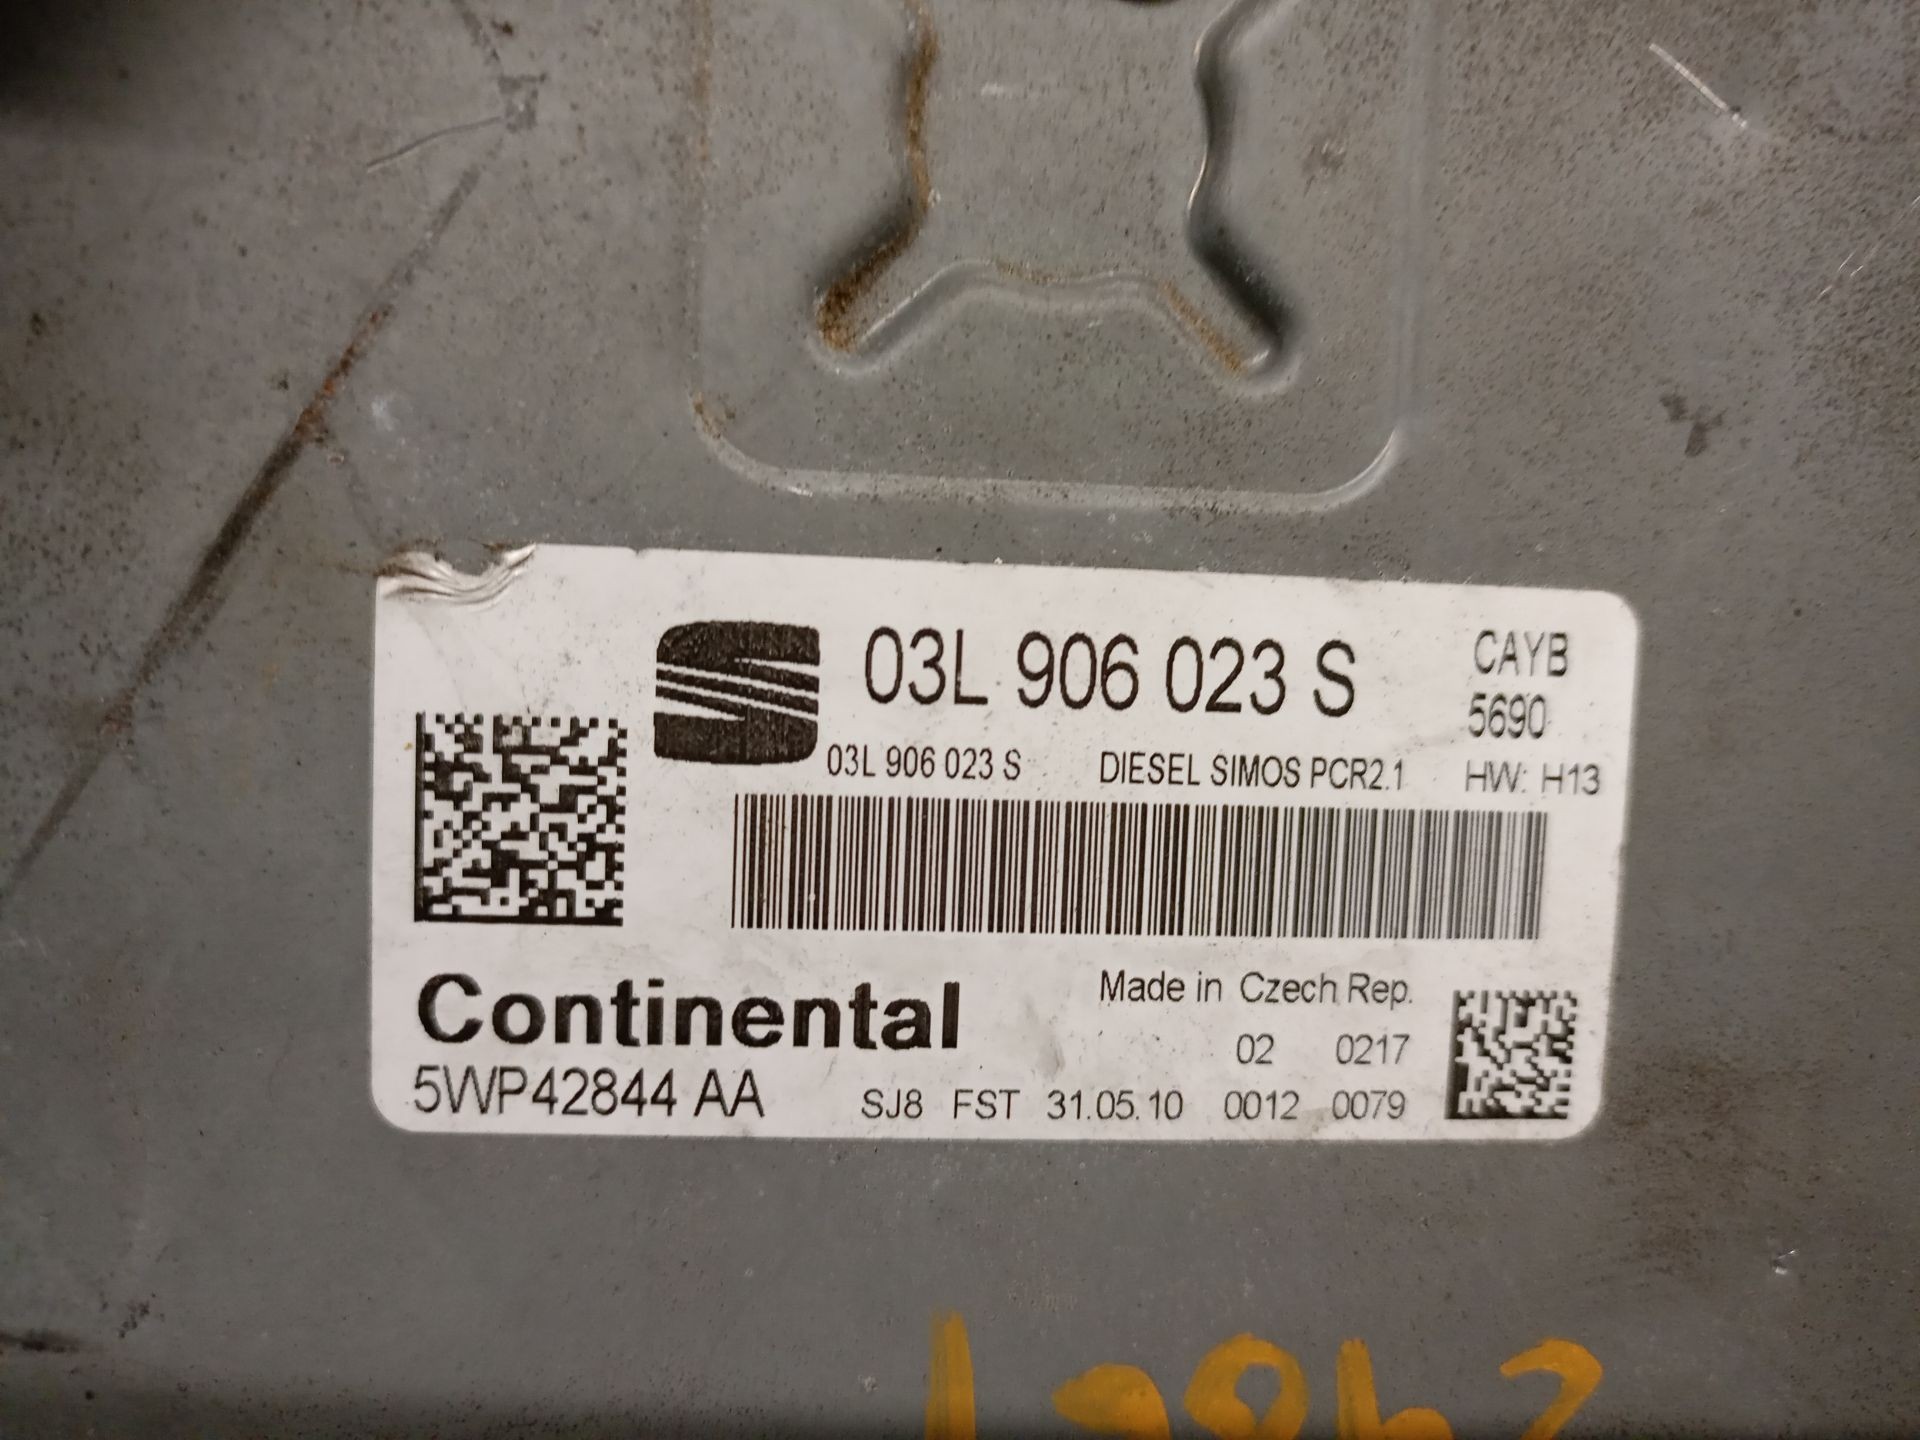 03L 906 023 S
CAYB
5690
03L 906 023 S DIESEL SIMOS PCR2.1 HW: H13
Continental
Made in Czech Rep.
02 0217
5WP42844 AA SJ8 FST 31.05.10 0012 0079